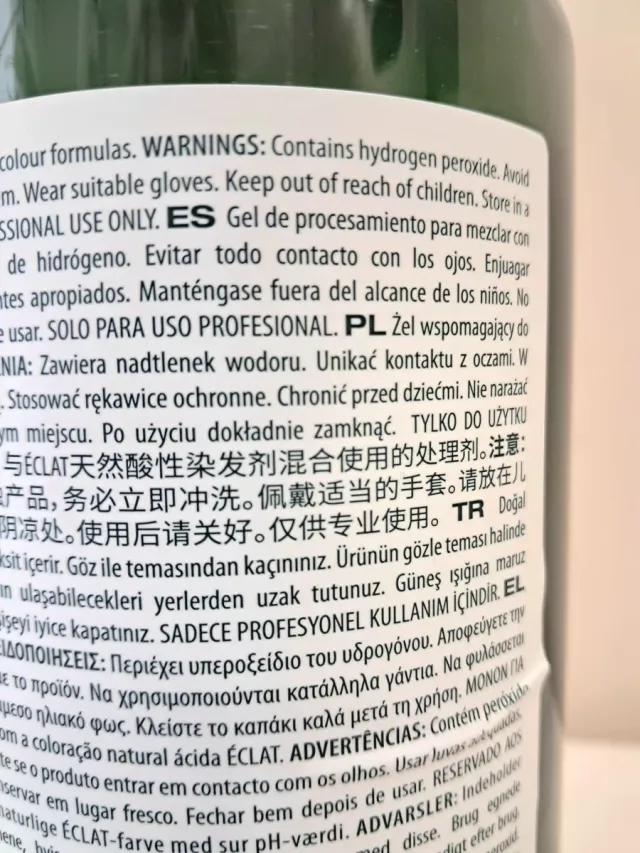 colour formulas. WARNINGS: Contains hydrogen peroxide. Avoid
m. Wear suitable gloves. Keep out of reach of children. Store in a
SSIONAL USE ONLY. ES Gel de procesamiento para mezclar con
de hidrógeno. Evitar todo contacto con los ojos. Enjuagar
ntes apropiados. Manténgase fuera del alcance de los niños. No
e usar. SOLO PARA USO PROFESIONAL. PL Żel wspomagający do
NIA: Zawiera nadtlenek wodoru. Unikać kontaktu z oczami. W
. Stosować rękawice ochronne. Chronić przed dziećmi. Nie narażać
ym miejscu. Po użyciu dokładnie zamknąć. TYLKO DO UŻYTKU
与ÉCLAT天然酸性染发剂混合使用的处理剂。注意:
产品，务必立即冲洗。佩戴适当的手套。请放在儿
阴凉处。使用后请关好。仅供专业使用。 TR Doğal
ksit içerir. Göz ile temasından kaçınınız. Ürünün gözle teması halinde
ın ulaşabilecekleri yerlerden uzak tutunuz. Güneş ışığına maruz
şişeyi iyice kapatınız. SADECE PROFESYONEL KULLANIM İÇİNDİR. EL
ΕΙΔΟΠΟΙΗΣΕΙΣ: Περιέχει υπεροξείδιο του υδρογόνου. Αποφεύγετε την
με το προϊόν. Να χρησιμοποιούνται κατάλληλα γάντια. Να φυλάσσεται
άμεσο ηλιακό φως. Κλείστε το καπάκι καλά μετά τη χρήση. ΜΟΝΟΝ ΓΙΑ
om a coloração natural ácida ÉCLAT. ADVERTÊNCIAS: Contém peróxido
te se o produto entrar em contacto com os olhos. Usar luvas adequadas.
nservar em lugar fresco. Fechar bem depois de usar. RESERVADO AOS
naturlige ÉCLAT-farve med sur pH-værdi. ADVARSLER: Indeholder
med disse. Brug egnede
digt efter brug.